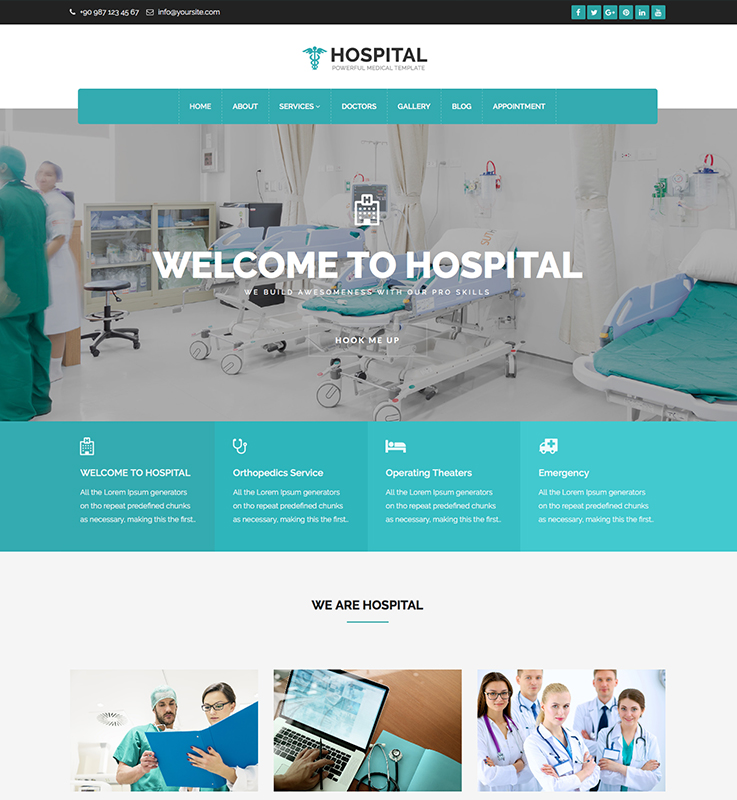 +90 987 123 45 67 info@yoursite.com
HOSPITAL
POWERFUL MEDICAL TEMPLATE
HOME ABOUT SERVICES DOCTORS GALLERY BLOG APPOINTMENT
H
WELCOME TO HOSPITAL
WE BUILD AWESOMENESS WITH OUR PRO SKILLS
HOOK ME UP
WELCOME TO HOSPITAL
All the Lorem Ipsum generators
on tho repeat predefined chunks
as necessary, making this the first..
Orthopedics Service
All the Lorem Ipsum generators
on tho repeat predefined chunks
as necessary, making this the first..
Operating Theaters
All the Lorem Ipsum generators
on tho repeat predefined chunks
as necessary, making this the first..
Emergency
All the Lorem Ipsum generators
on tho repeat predefined chunks
as necessary, making this the first..
WE ARE HOSPITAL